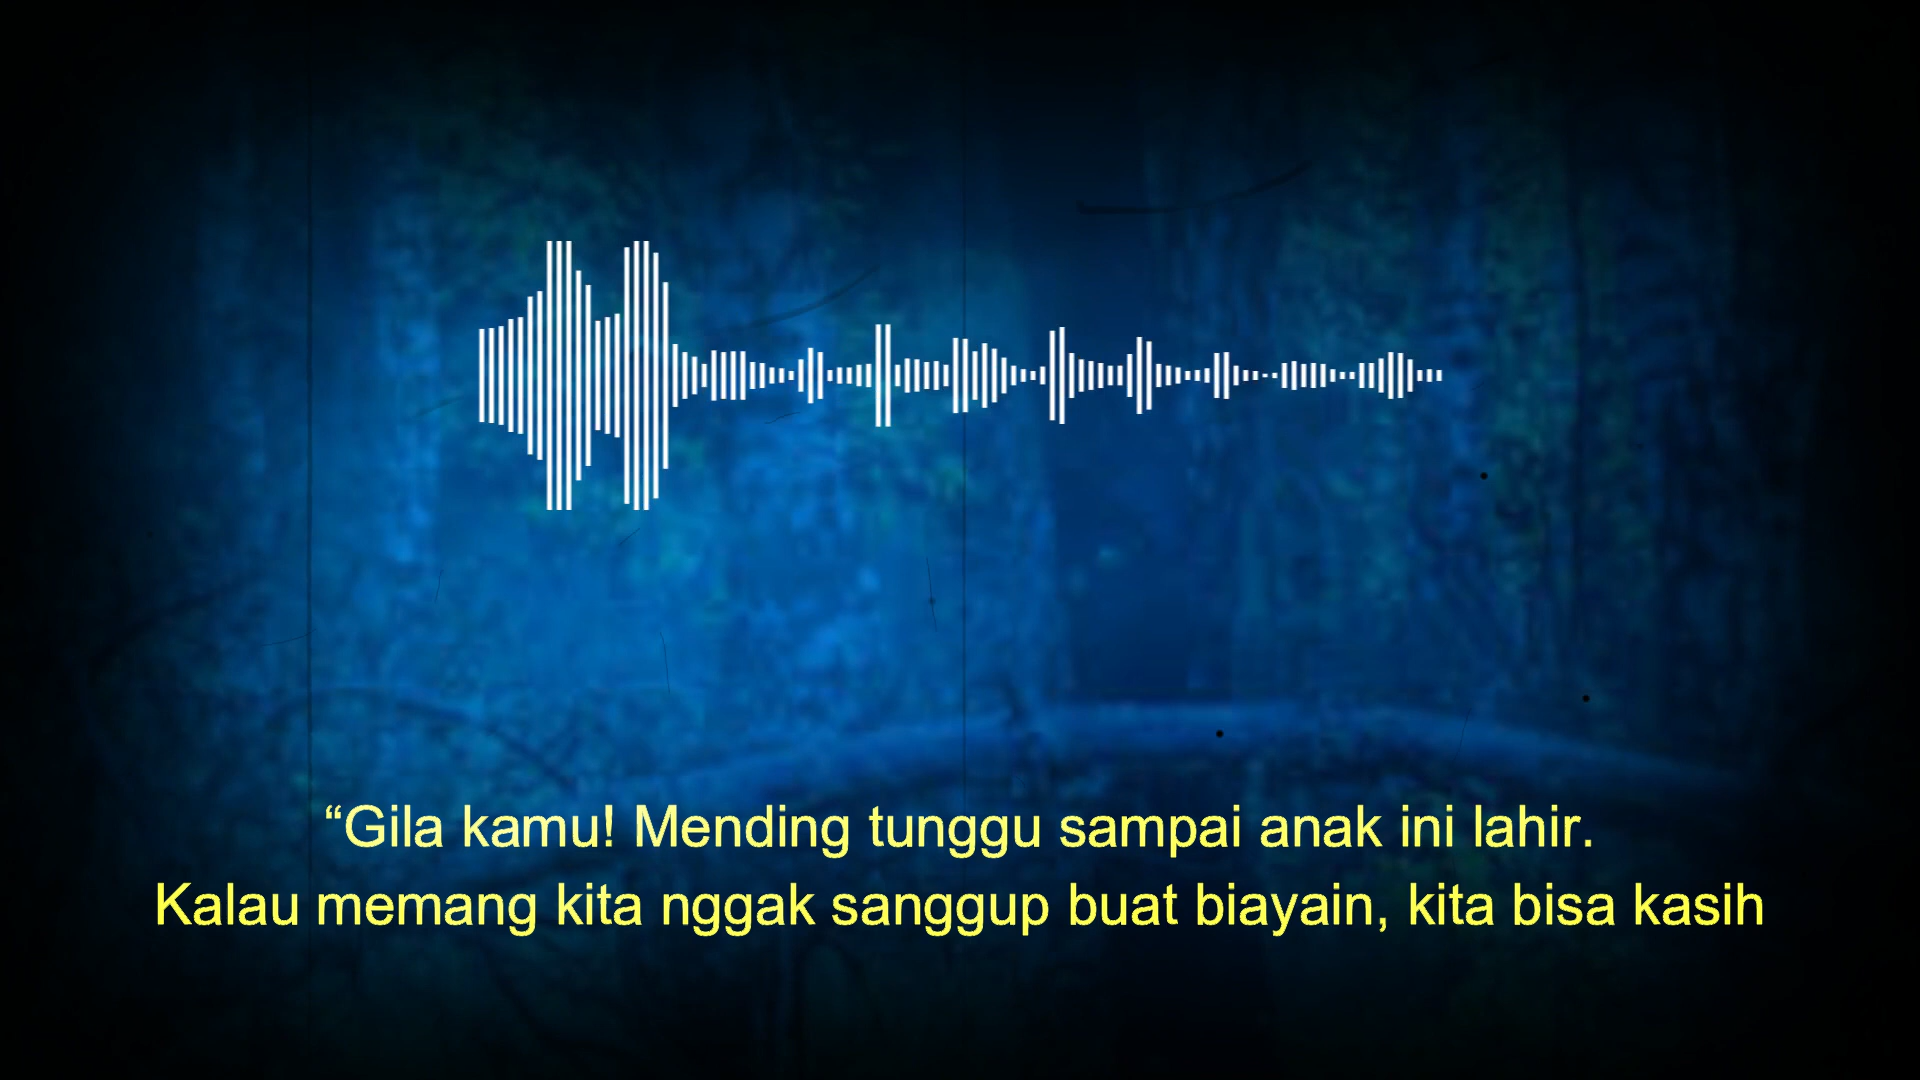 “Gila kamu! Mending tunggu sampai anak ini lahir.
Kalau memang kita nggak sanggup buat biayain, kita bisa kasih